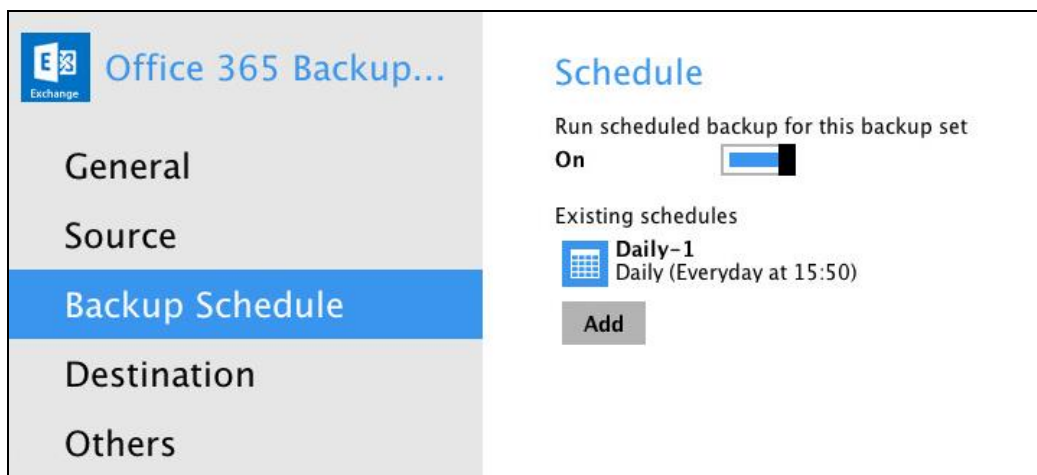 E
Exchange
Office 365 Backup...
General
Source
Backup Schedule
Destination
Others
Schedule
Run scheduled backup for this backup set
On
Existing schedules
Daily-1
Daily (Everyday at 15:50)
Add